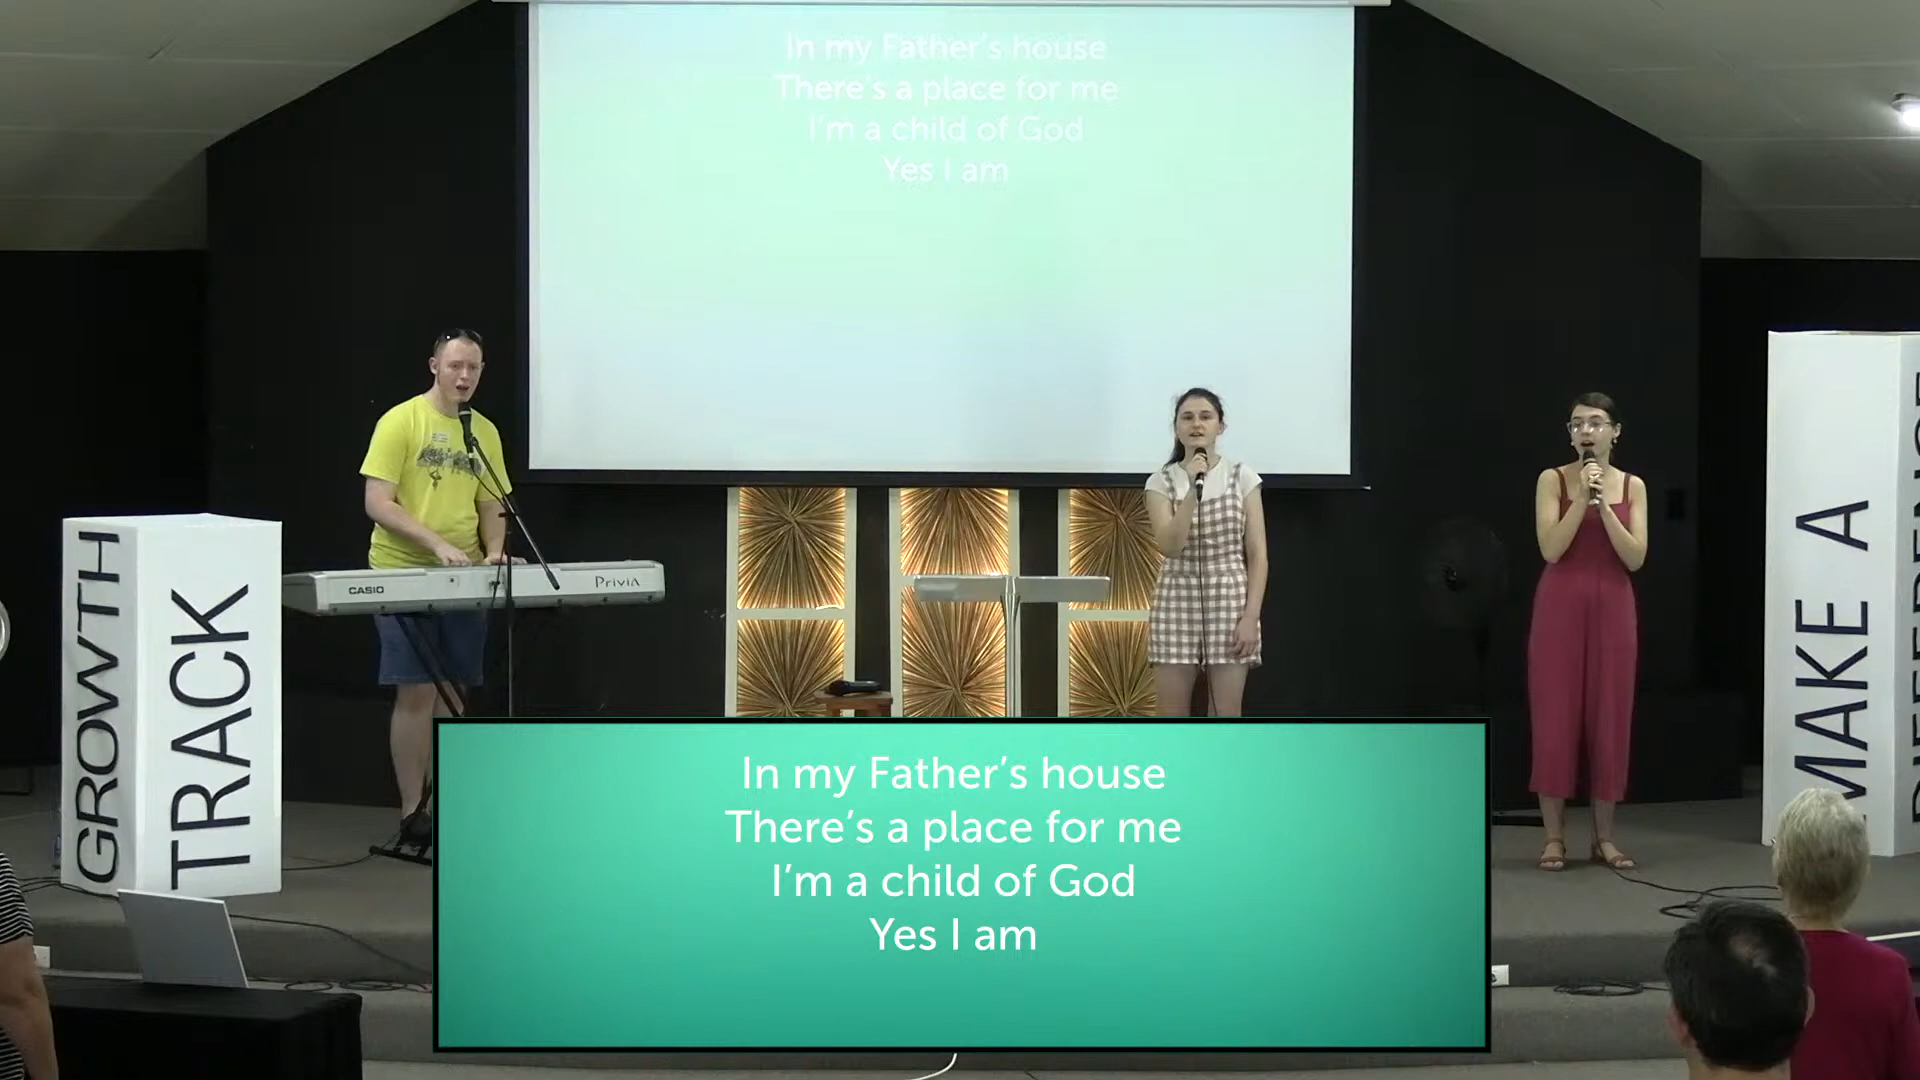 In my Father's house
There's a place for me
I'm a child of God
Yes I am
GROWTH
TRACK
CASIO
Privia
MAKE A
In my Father's house
There's a place for me
I'm a child of God
Yes I am